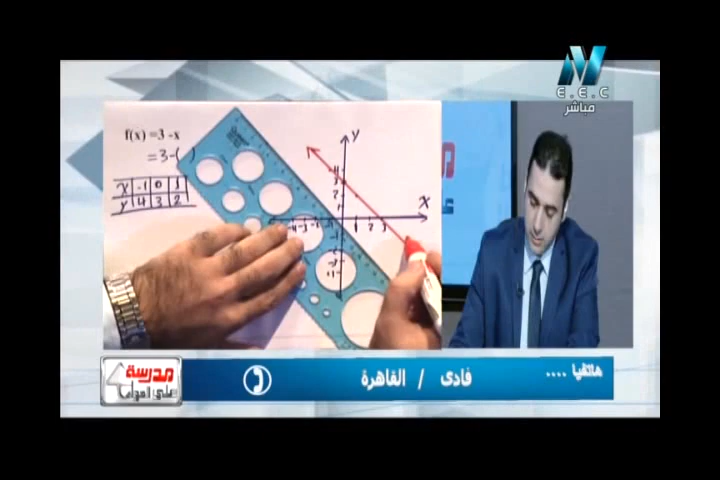 E.E.C
مباشر
f(x) = 3 - x
= 3 - ( )
x -1 0 1
y 4 3 2
y
x
هاتفيا ....
فادى / القاهرة
مدرسة
على الهواء